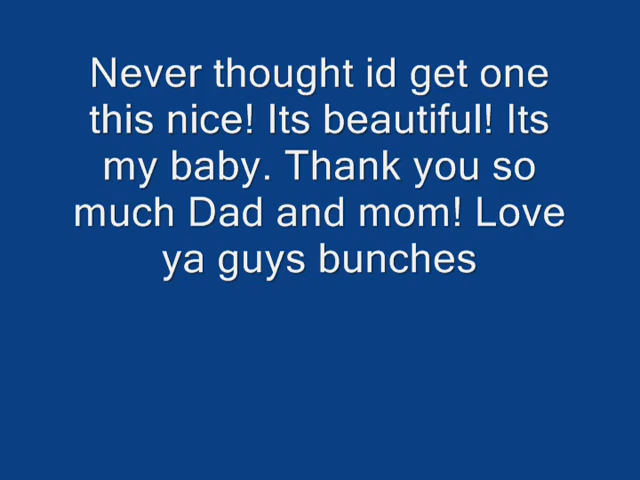 Never thought id get one
this nice! Its beautiful! Its
my baby. Thank you so
much Dad and mom! Love
ya guys bunches